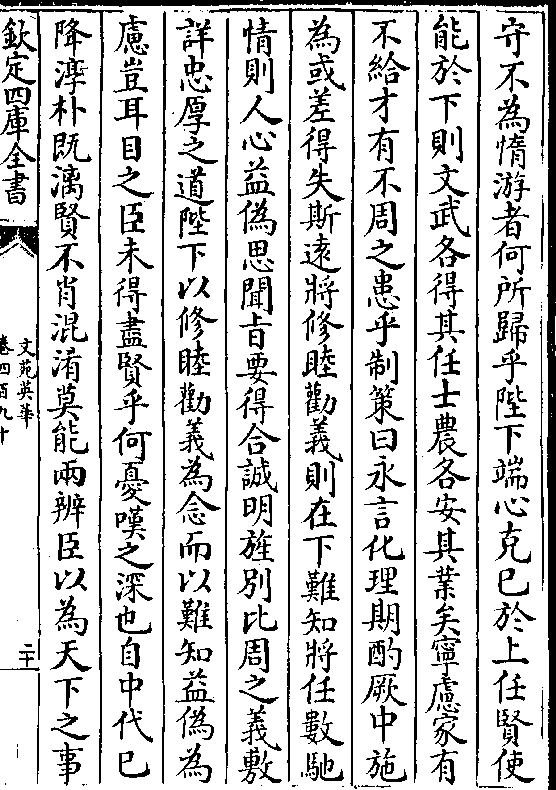 守不為惰游者何所歸乎陛下端心克已於上任賢使
能於下則文武各得其任士農各安其業矣寧慮家有
不給才有不周之患乎制策曰永言化理期酌厥中施
為或差得失斯遠將修睦勸義則在下難知將任數馳
情則人心益偽思聞旨要得合誠明旌別比周之義敷
詳忠厚之道陛下以修睦勸義為念而以難知益偽為
慮豈耳目之臣未得盡賢乎何憂嘆之深也自中代已
降淳朴既漓賢不肖混淆莫能兩辨臣以為天下之事
欽定四庫全書
文苑英華
卷四百九十
二十